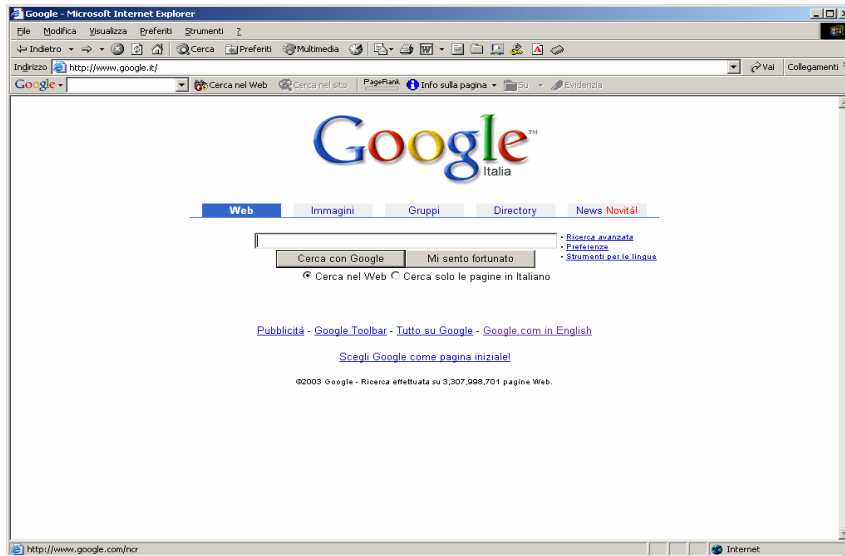 Google - Microsoft Internet Explorer
File Modifica Visualizza Preferiti Strumenti ?
Indietro Cerca Preferiti Multimedia
Indirizzo http://www.google.it/ Vai Collegamenti
Google Cerca nel Web Cerca nel sito PageRank Info sulla pagina Su Evidenzia
Google™
Italia
Web Immagini Gruppi Directory News Novità!
Ricerca avanzata
Preferenze
Strumenti per le lingue
Cerca con Google Mi sento fortunato
Cerca nel Web Cerca solo le pagine in Italiano
Pubblicità - Google Toolbar - Tutto su Google - Google.com in English
Scegli Google come pagina iniziale!
©2003 Google - Ricerca effettuata su 3,307,998,701 pagine Web.
http://www.google.com/ncr Internet